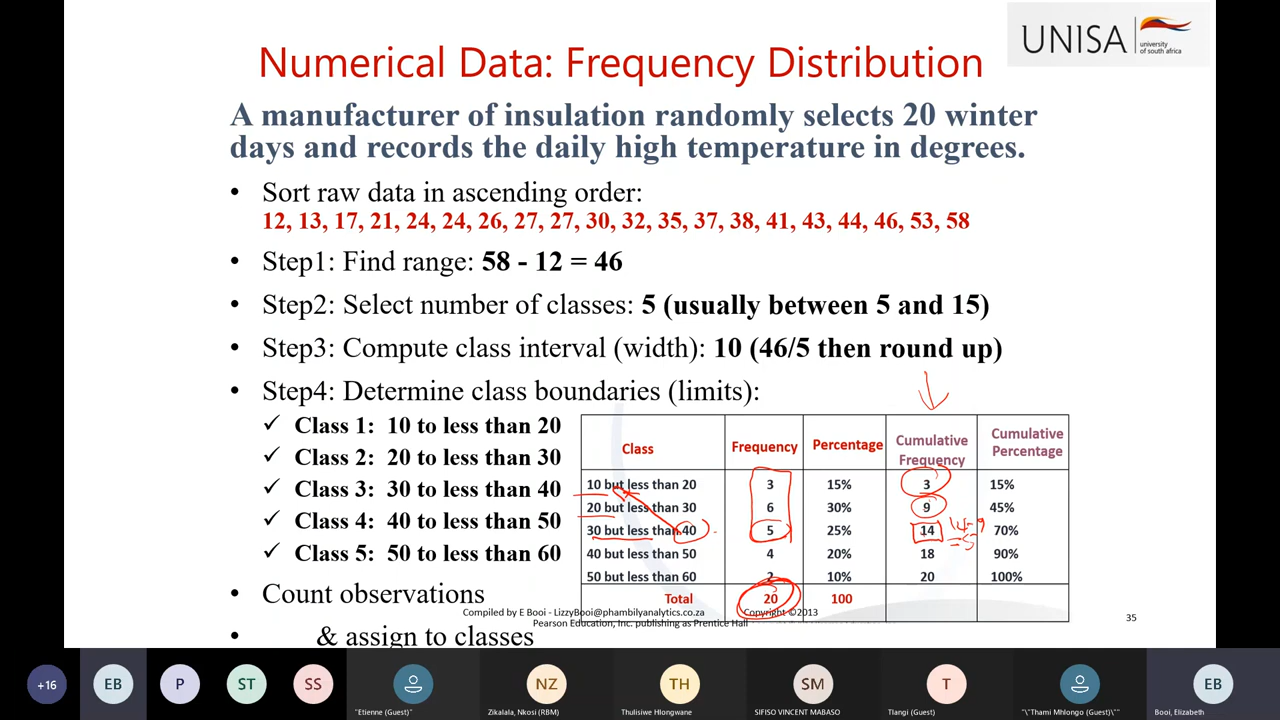 UNISA
university
of south africa
Numerical Data: Frequency Distribution
A manufacturer of insulation randomly selects 20 winter
days and records the daily high temperature in degrees.
• Sort raw data in ascending order:
12, 13, 17, 21, 24, 24, 26, 27, 27, 30, 32, 35, 37, 38, 41, 43, 44, 46, 53, 58
• Step1: Find range: 58 - 12 = 46
• Step2: Select number of classes: 5 (usually between 5 and 15)
• Step3: Compute class interval (width): 10 (46/5 then round up)
• Step4: Determine class boundaries (limits):
✓ Class 1: 10 to less than 20
✓ Class 2: 20 to less than 30
✓ Class 3: 30 to less than 40
✓ Class 4: 40 to less than 50
✓ Class 5: 50 to less than 60
• Count observations
• & assign to classes
Class Frequency Percentage Cumulative Frequency Cumulative Percentage
10 but less than 20 3 15% 3 15%
20 but less than 30 6 30% 9 45%
30 but less than 40 5 25% 14 70%
14-9
=5
40 but less than 50 4 20% 18 90%
50 but less than 60 2 10% 20 100%
Total 20 100
Compiled by E Booi - LizzyBooi@phambilyanalytics.co.za Copyright ©2013
Pearson Education, Inc. publishing as Prentice Hall
35
+16 EB P ST SS NZ TH SM T EB
"Etienne (Guest)" Zikalala, Nkosi (RBM) Thulisiwe Hlongwane SIFISO VINCENT MABASO Tlangi (Guest) "\"Thami Mhlongo (Guest)\"" Booi, Elizabeth